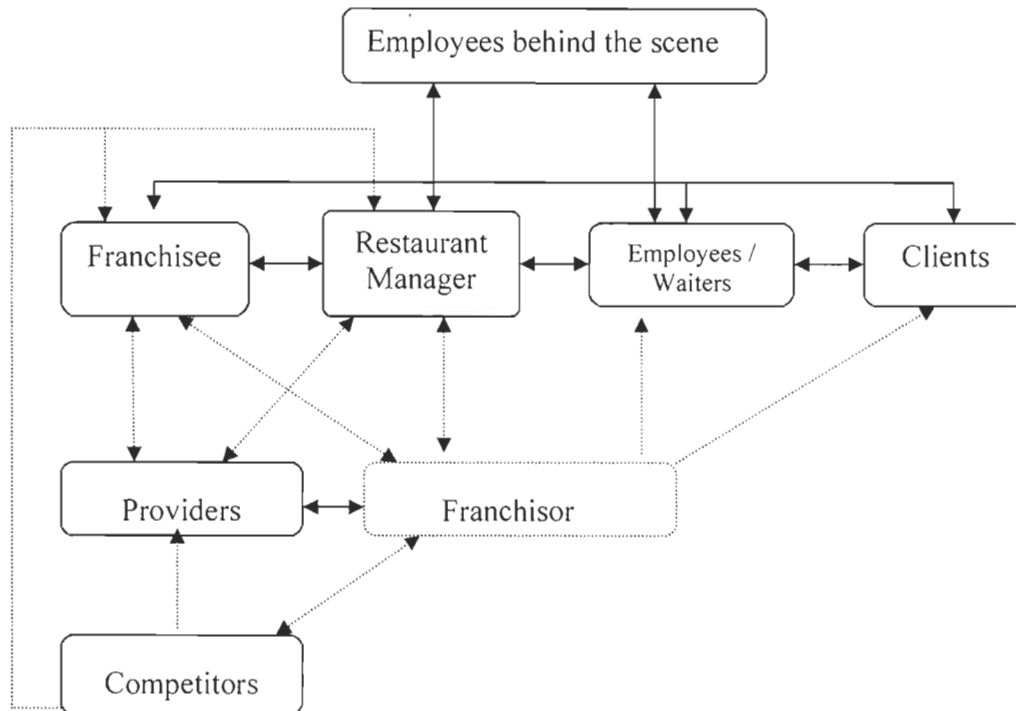 Employees behind the scene
Franchisee
Restaurant
Manager
Employees /
Waiters
Clients
Providers
Franchisor
Competitors